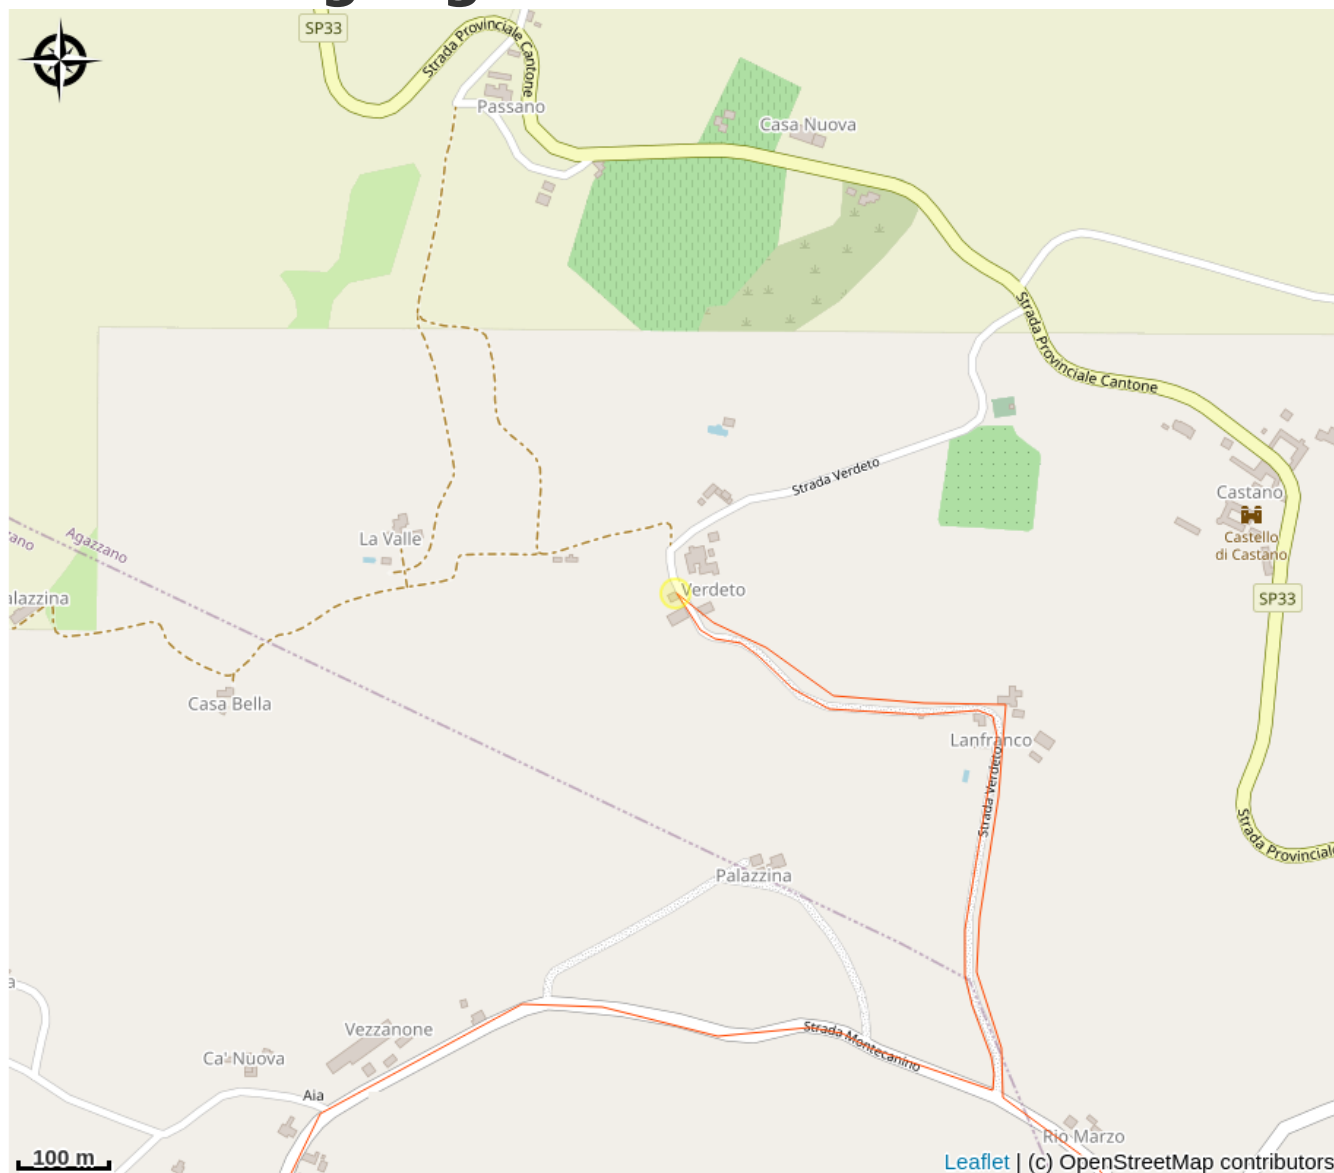 SP33
Strada Provinciale Cantone
Passano
Casa Nuova
Strada Provinciale Cantone
Strada Verdeto
Castano
Castello
di Castano
La Valle
Agazzano
zano
alazzina
Verdeto
SP33
Casa Bella
Lanfranco
Strada Verdeto
Strada Provinciale
Palazzina
a
Vezzanone
Strada Montecanino
Ca' Nuova
Aia
Rio Marzo
100 m
Leaflet | (c) OpenStreetMap contributors